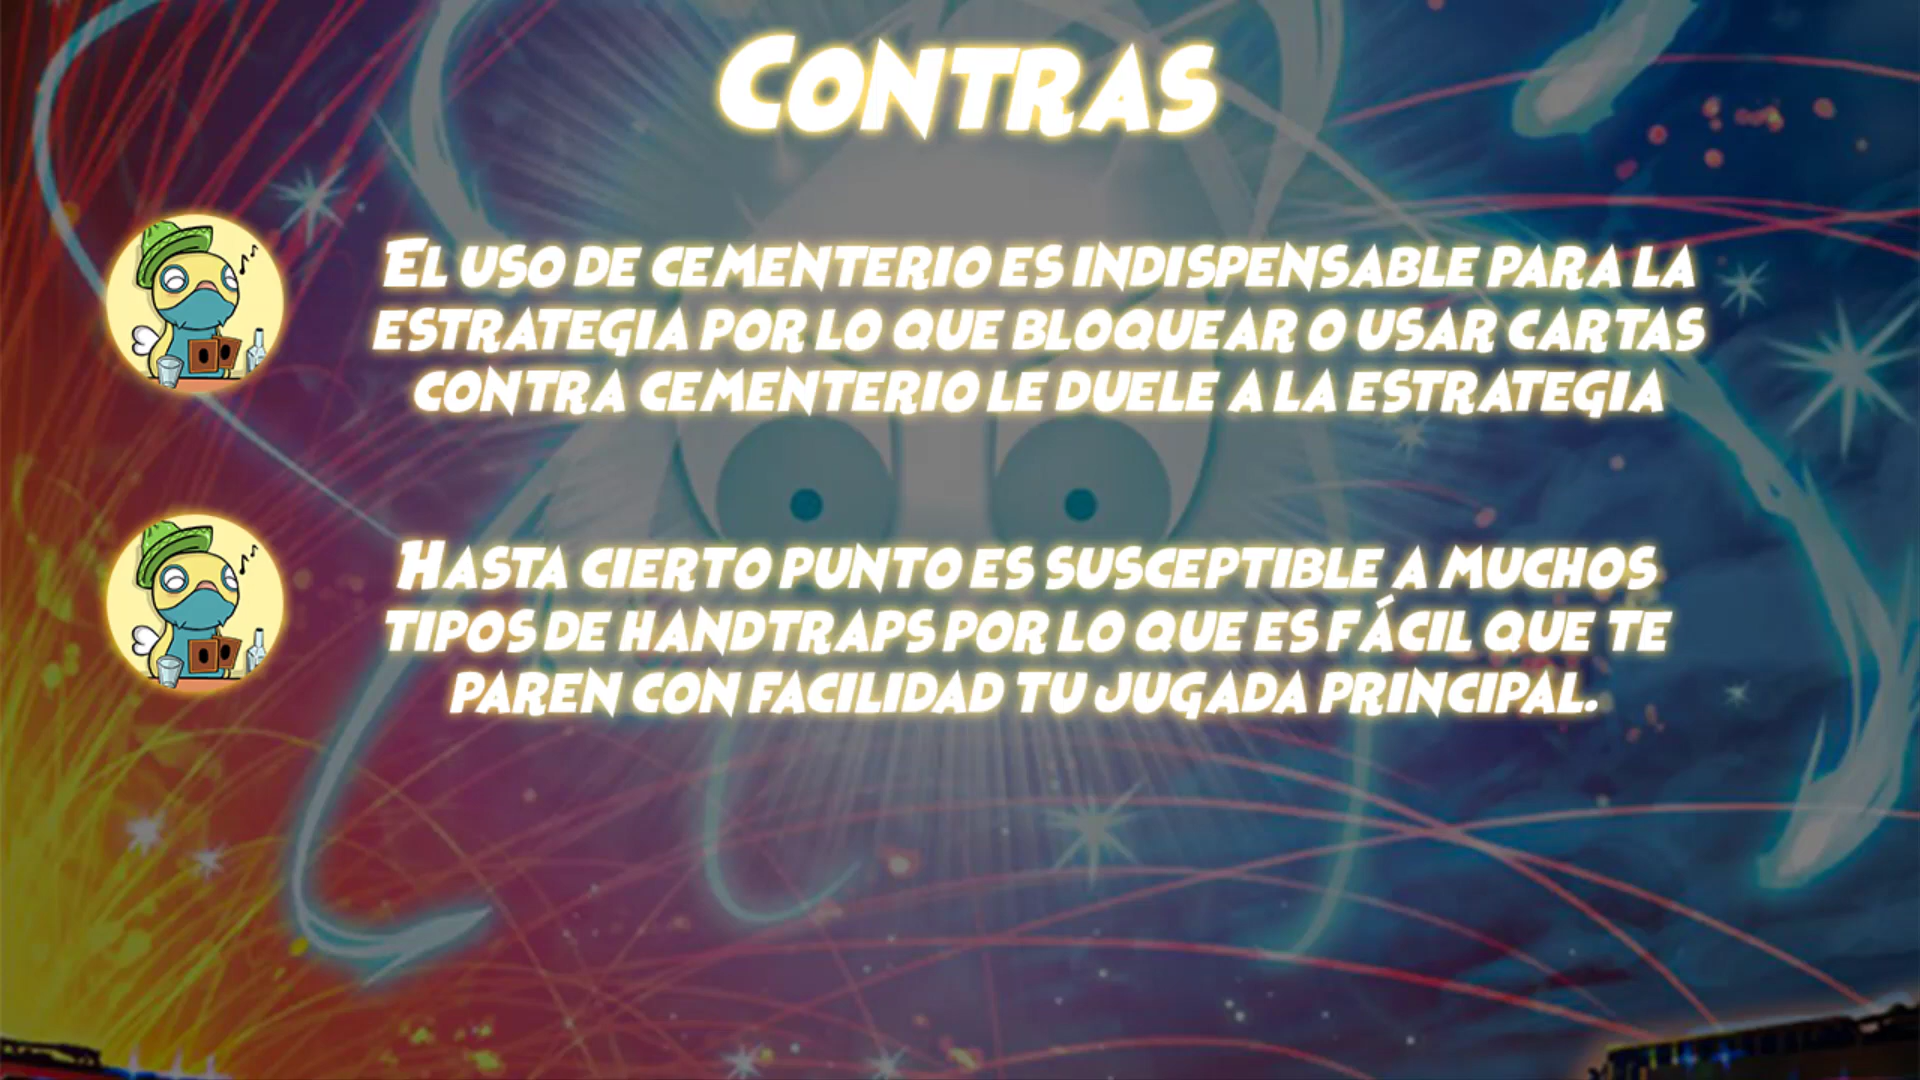 CONTRAS
EL USO DE CEMENTERIO ES INDISPENSABLE PARA LA
ESTRATEGIA POR LO QUE BLOQUEAR O USAR CARTAS
CONTRA CEMENTERIO LE DUELE A LA ESTRATEGIA
HASTA CIERTO PUNTO ES SUSCEPTIBLE A MUCHOS
TIPOS DE HANDTRAPS POR LO QUE ES FÁCIL QUE TE
PAREN CON FACILIDAD TU JUGADA PRINCIPAL.